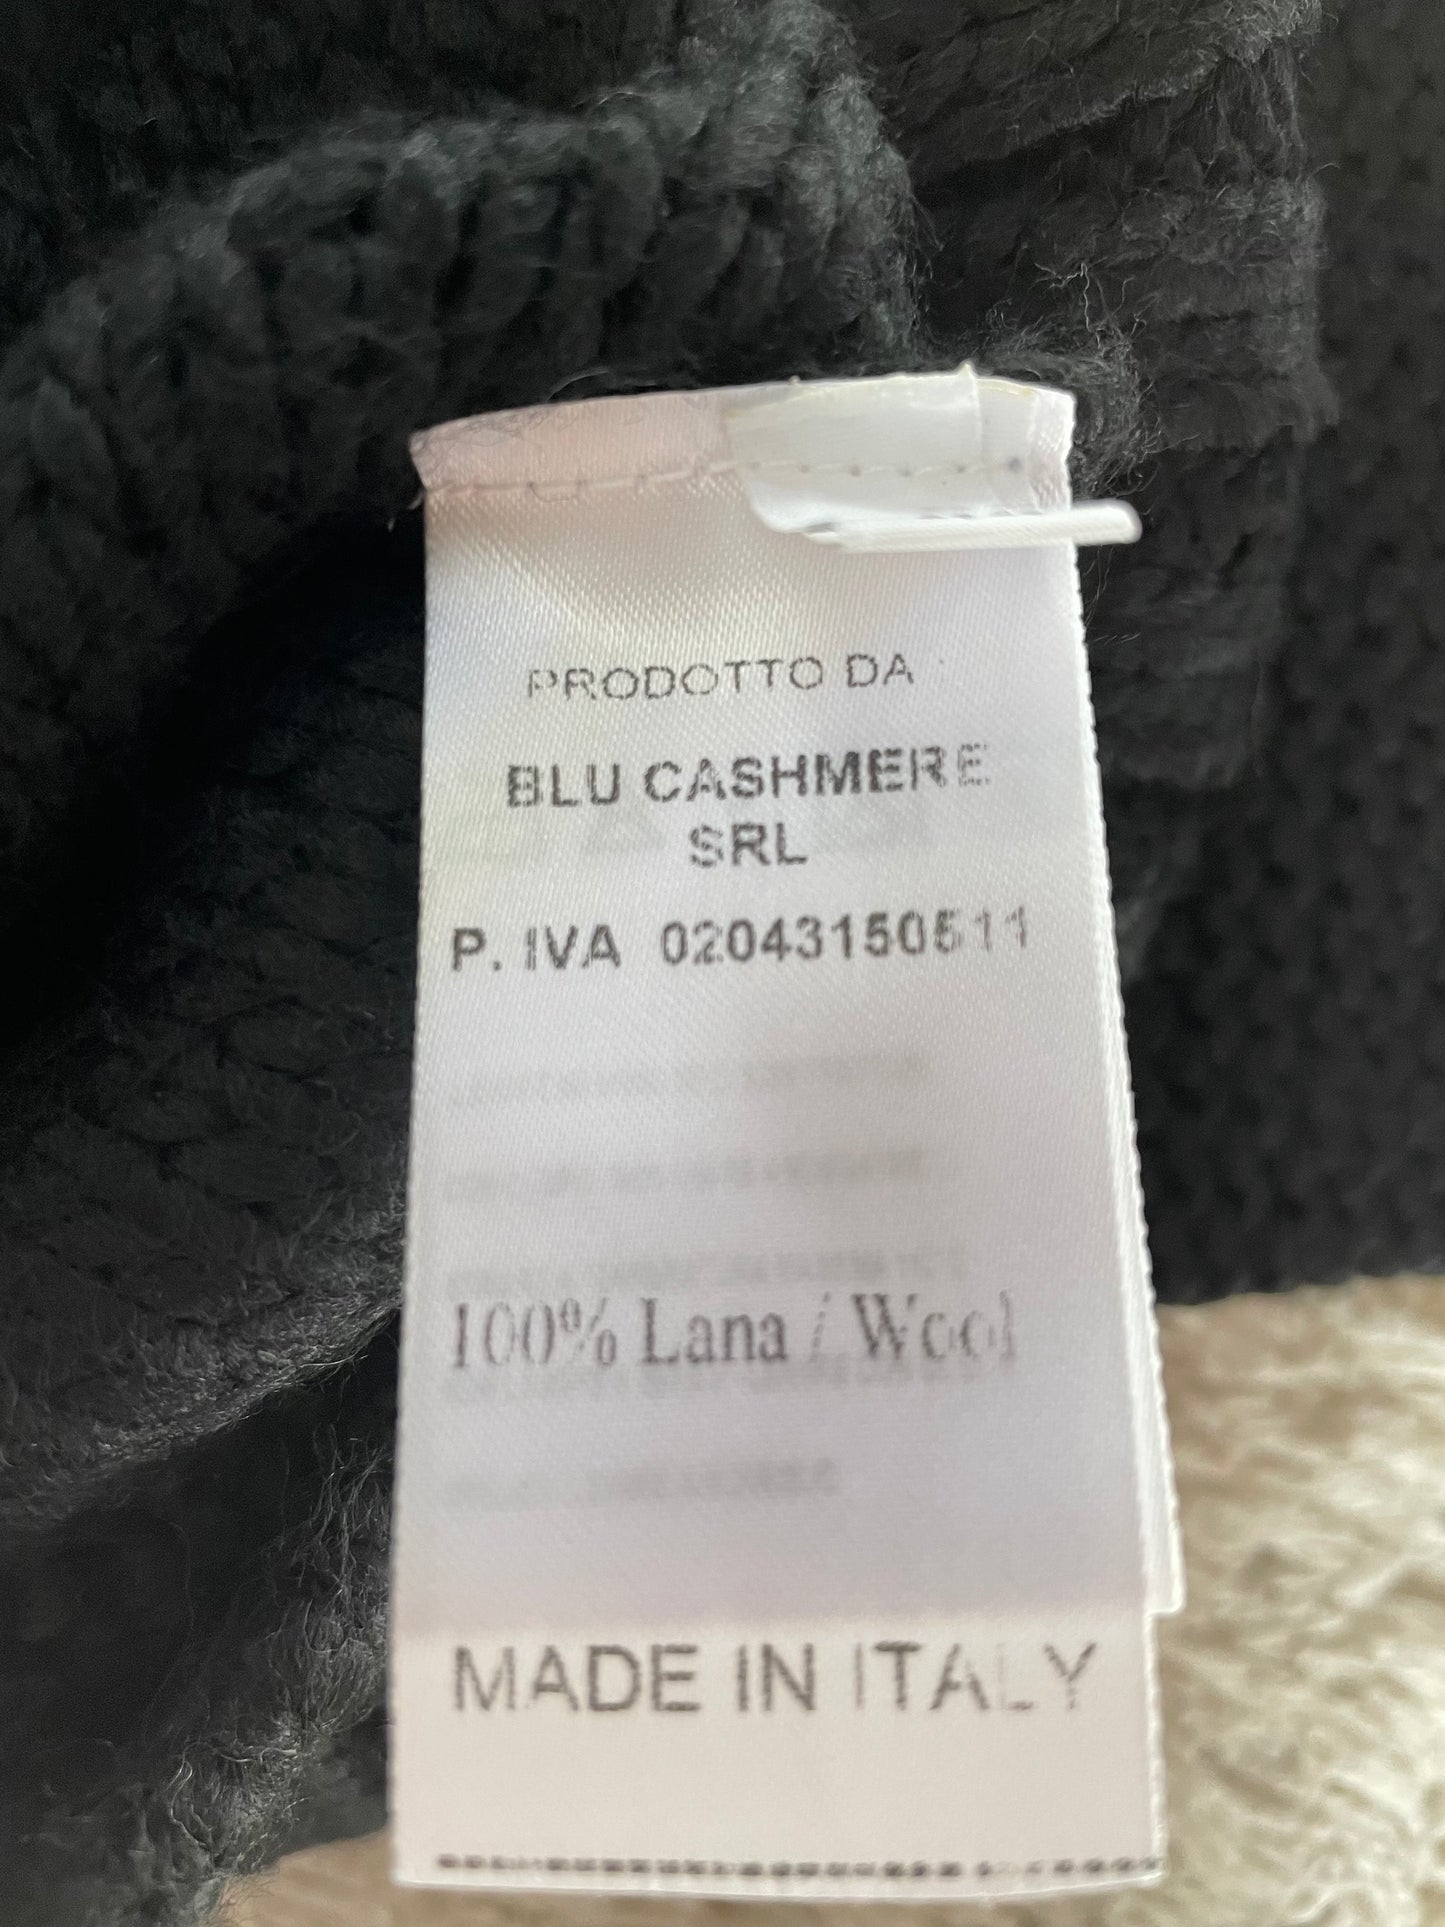 PRODOTTO DA :
BLU CASHMERE
SRL
P. IVA 02043150511
100% Lana / Wool
MADE IN ITALY